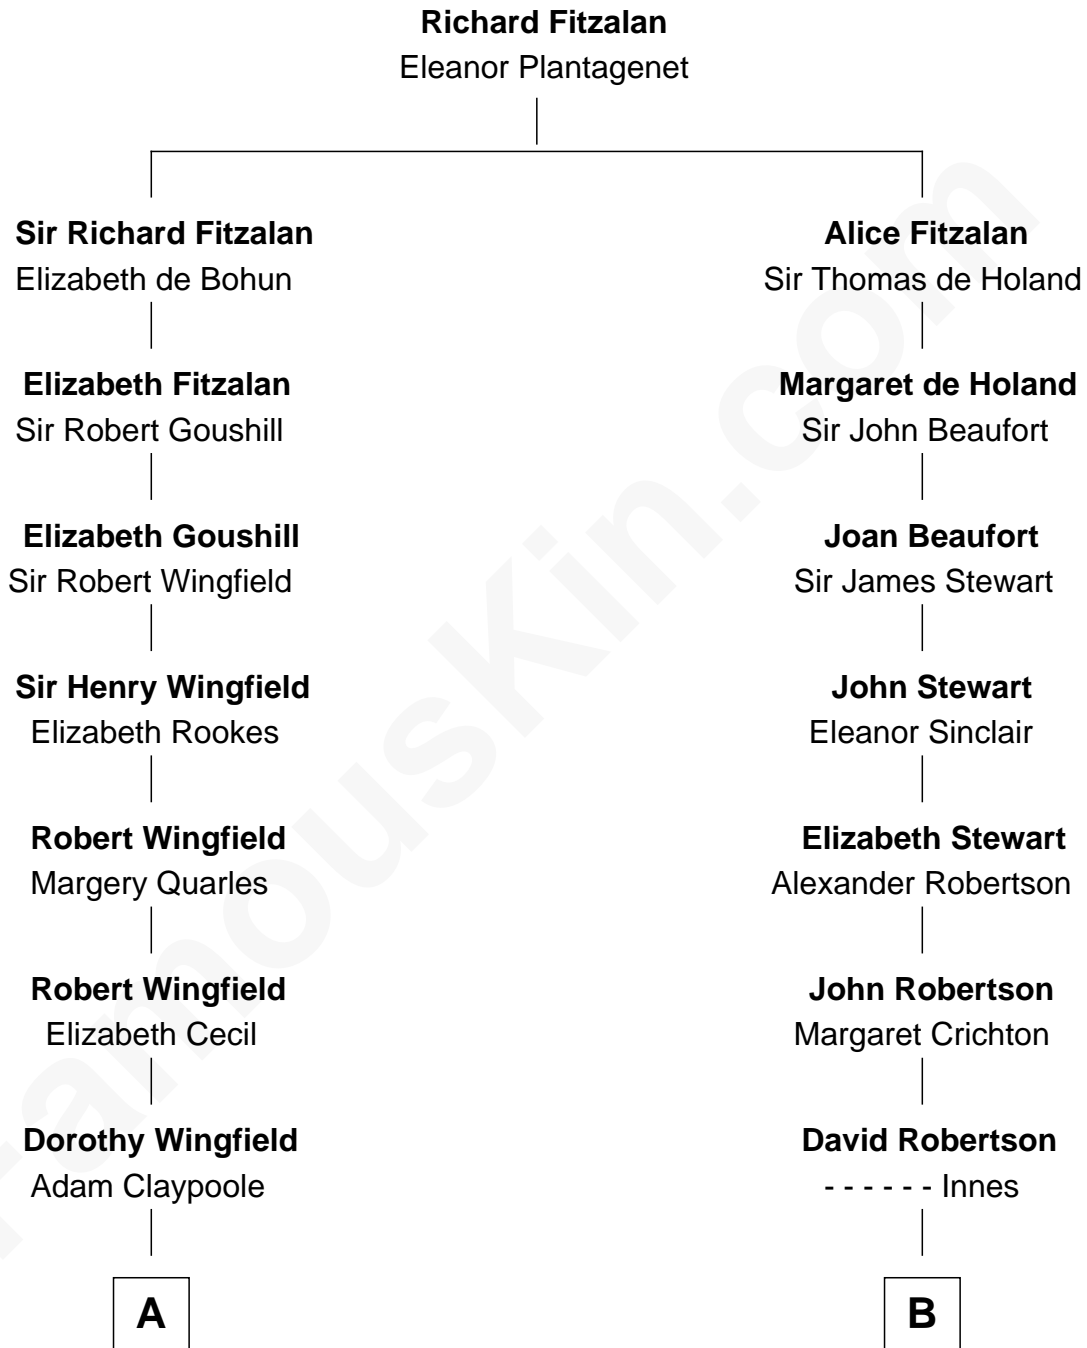 Richard Fitzalan
Eleanor Plantagenet
Sir Richard Fitzalan
Elizabeth de Bohun
Alice Fitzalan
Sir Thomas de Holand
Elizabeth Fitzalan
Sir Robert Goushill
Margaret de Holand
Sir John Beaufort
Elizabeth Goushill
Sir Robert Wingfield
Joan Beaufort
Sir James Stewart
Sir Henry Wingfield
Elizabeth Rookes
John Stewart
Eleanor Sinclair
Robert Wingfield
Margery Quarles
Elizabeth Stewart
Alexander Robertson
Robert Wingfield
Elizabeth Cecil
John Robertson
Margaret Crichton
Dorothy Wingfield
Adam Claypoole
David Robertson
- - - - - - Innes
A
B
FamousKin.com